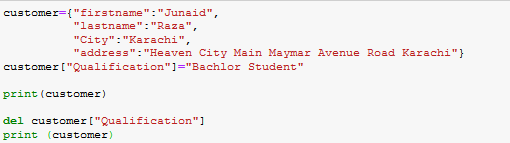 customer={"firstname":"Junaid",
"lastname":"Raza",
"City":"Karachi",
"address":"Heaven City Main Maymar Avenue Road Karachi"}
customer["Qualification"]="Bachlor Student"
print(customer)
del customer["Qualification"]
print (customer)